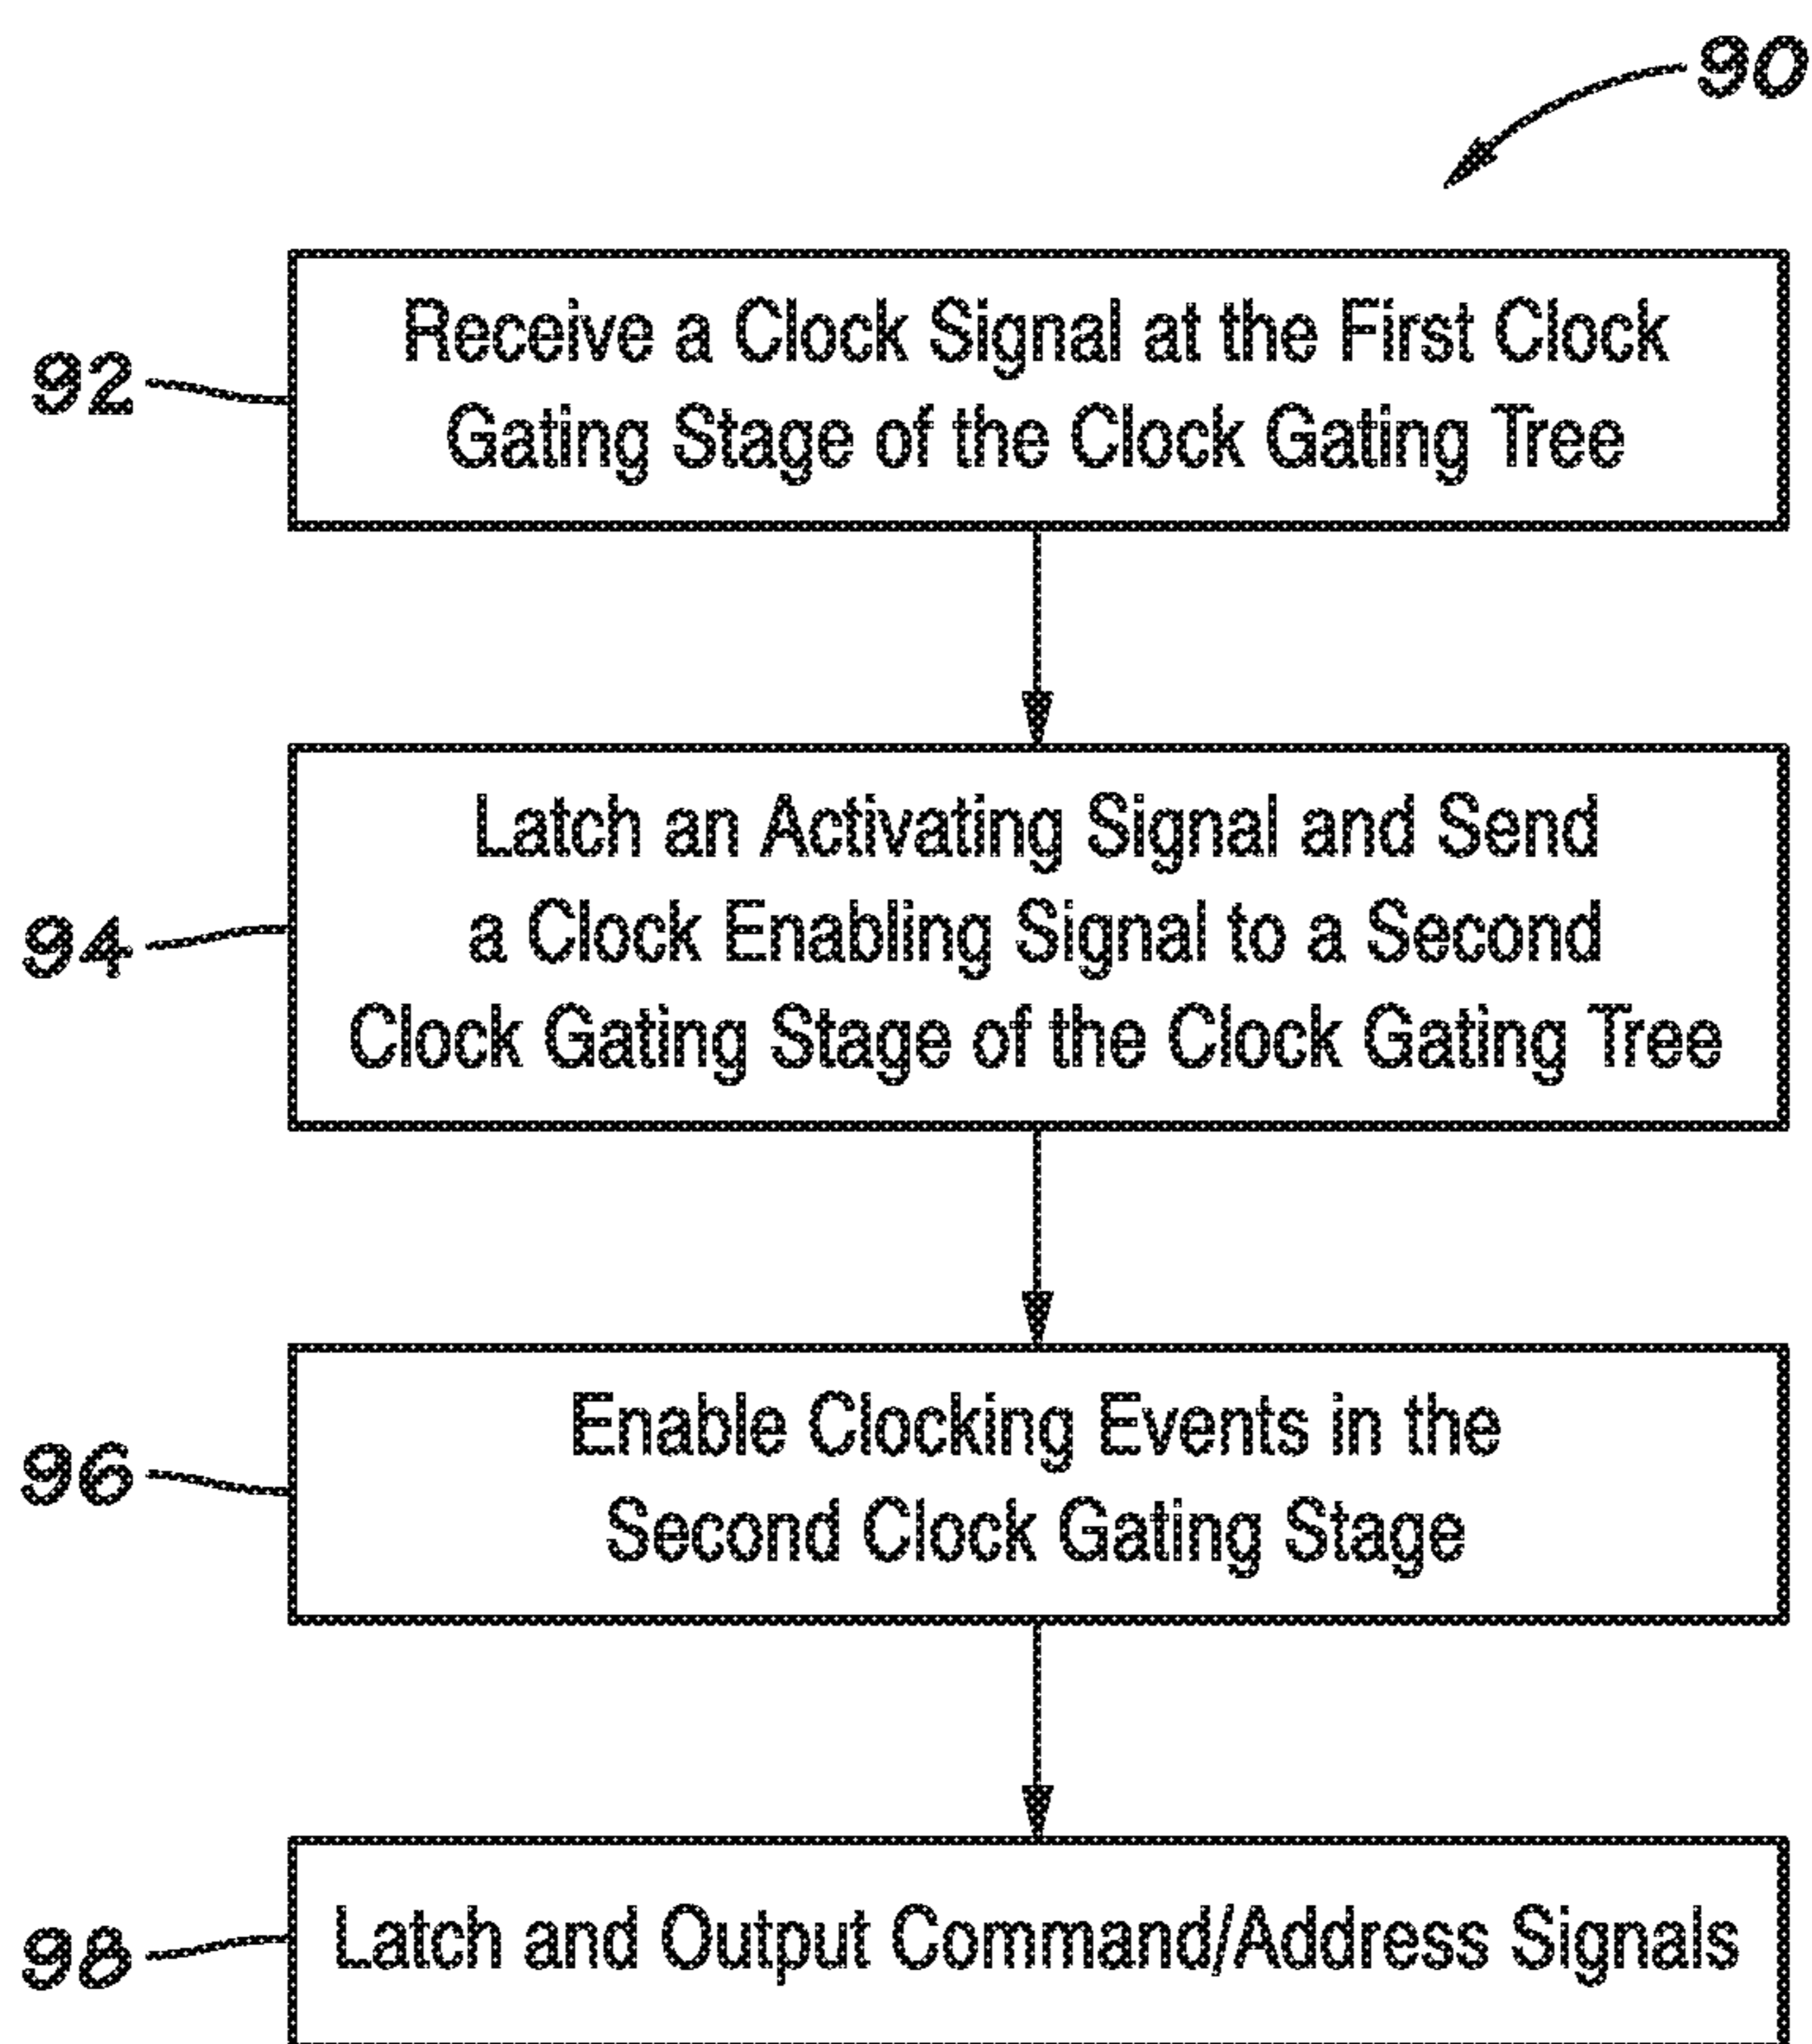 90
92
Receive a Clock Signal at the First Clock
Gating Stage of the Clock Gating Tree
94
Latch an Activating Signal and Send
a Clock Enabling Signal to a Second
Clock Gating Stage of the Clock Gating Tree
96
Enable Clocking Events in the
Second Clock Gating Stage
98
Latch and Output Command/Address Signals